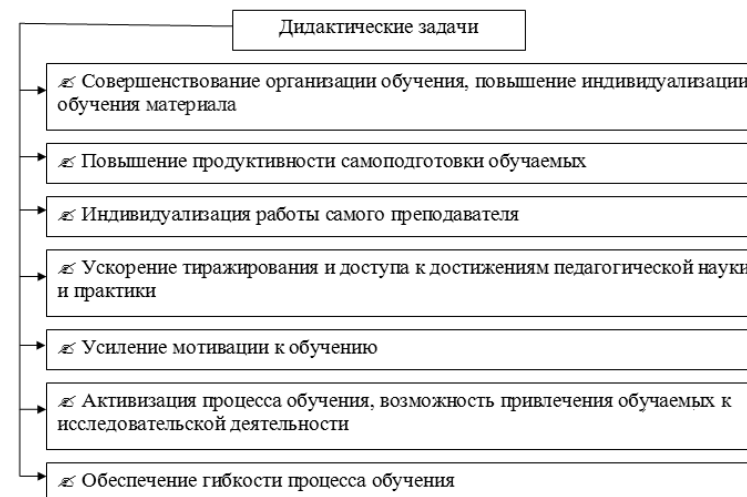 Дидактические задачи
✍ Совершенствование организации обучения, повышение индивидуализации
обучения материала
✍ Повышение продуктивности самоподготовки обучаемых
✍ Индивидуализация работы самого преподавателя
✍ Ускорение тиражирования и доступа к достижениям педагогической науки
и практики
✍ Усиление мотивации к обучению
✍ Активизация процесса обучения, возможность привлечения обучаемых к
исследовательской деятельности
✍ Обеспечение гибкости процесса обучения